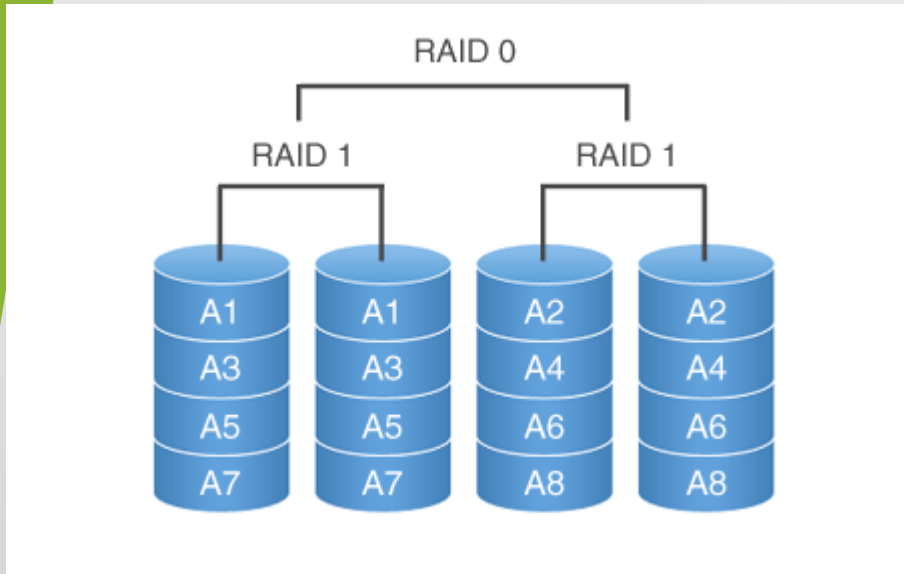 RAID 0
RAID 1 RAID 1
A1 A1 A2 A2
A3 A3 A4 A4
A5 A5 A6 A6
A7 A7 A8 A8